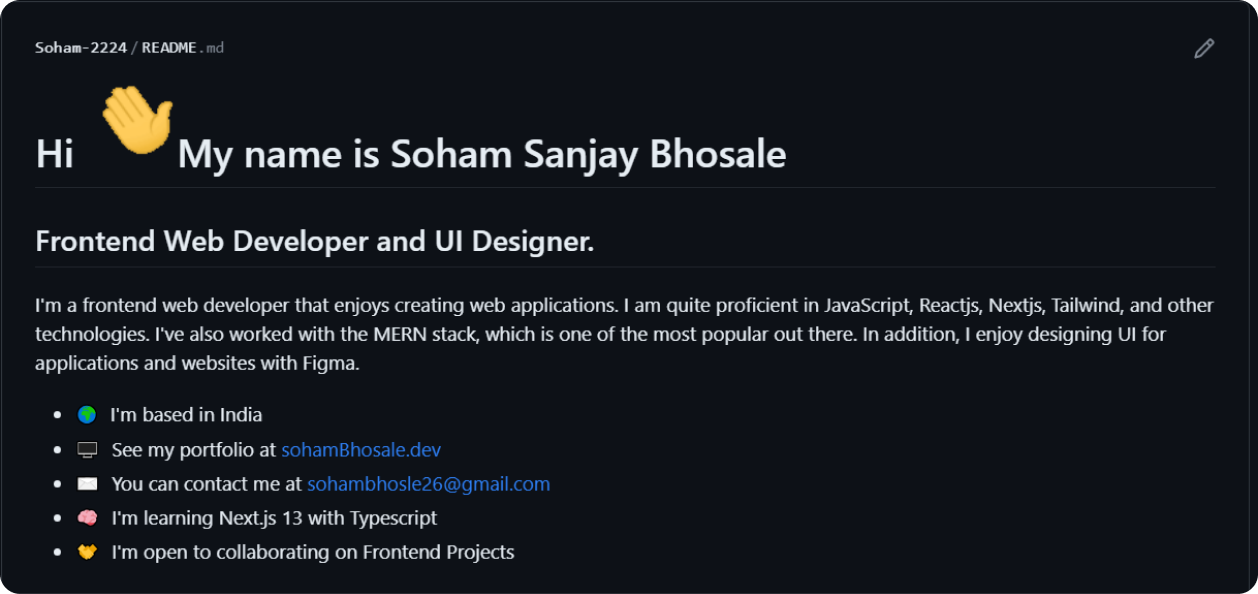 Soham-2224/README.md
Hi 👋 My name is Soham Sanjay Bhosale
Frontend Web Developer and UI Designer.
I'm a frontend web developer that enjoys creating web applications. I am quite proficient in JavaScript, Reactjs, Nextjs, Tailwind, and other
technologies. I've also worked with the MERN stack, which is one of the most popular out there. In addition, I enjoy designing UI for
applications and websites with Figma.
• 🌍 I'm based in India
• 🖥️ See my portfolio at sohamBhosale.dev
• ✉️ You can contact me at sohambhosle26@gmail.com
• 🧠 I'm learning Next.js 13 with Typescript
• 🤝 I'm open to collaborating on Frontend Projects